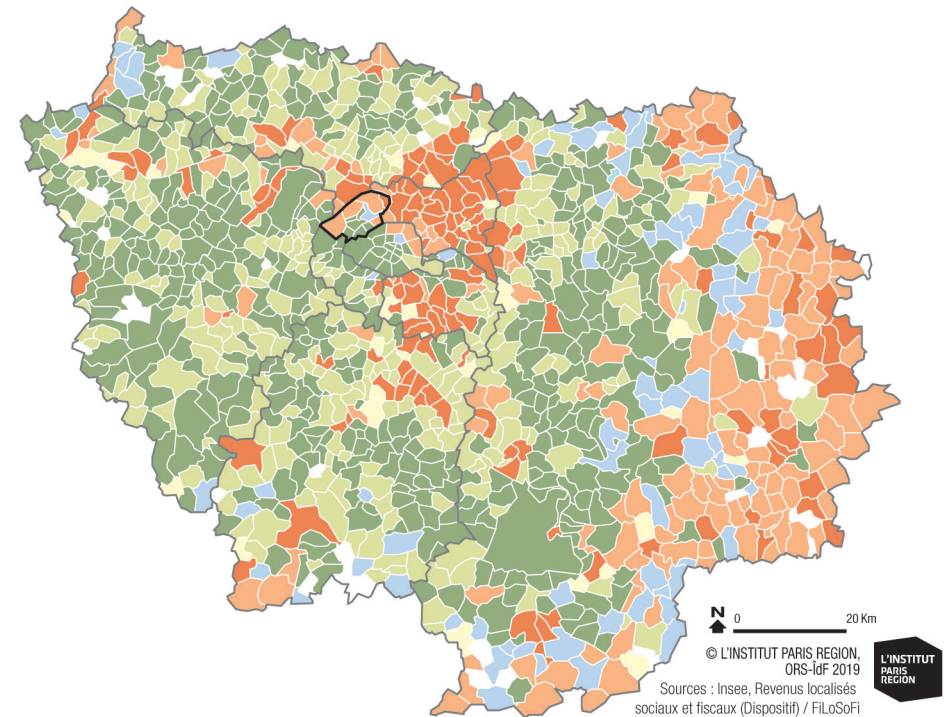 N
0 20 Km
© L'INSTITUT PARIS REGION,
ORS-ÎdF 2019
Sources : Insee, Revenus localisés
sociaux et fiscaux (Dispositif) / FiLoSoFi
L'INSTITUT
PARIS
REGION